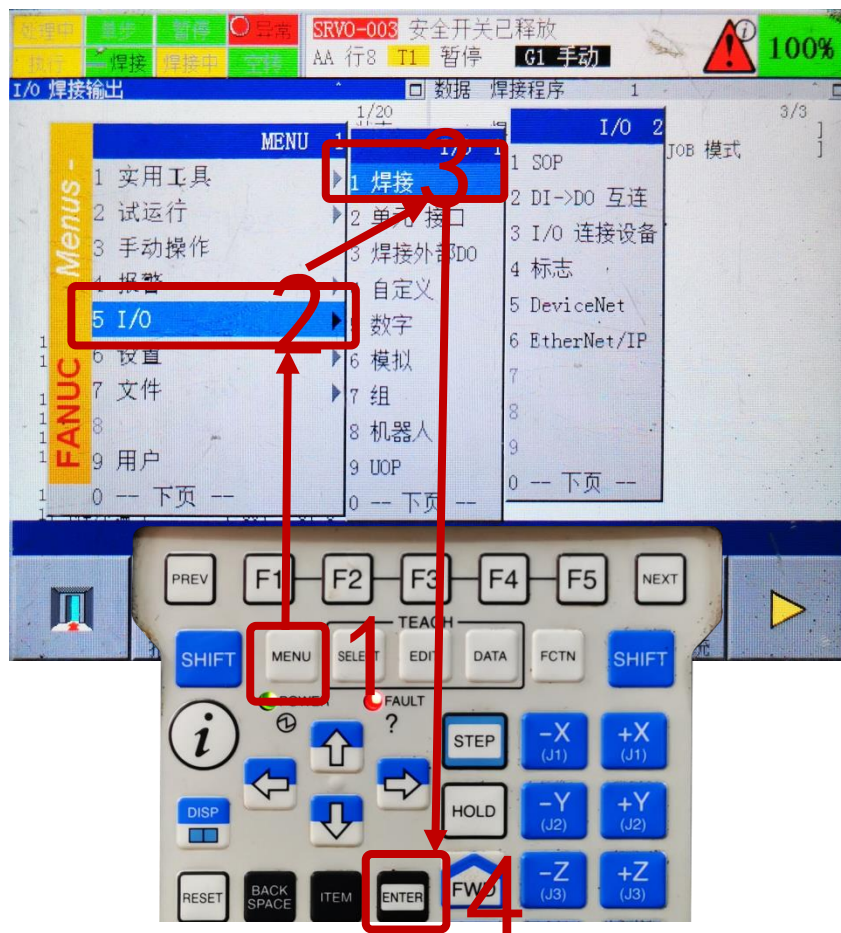 处理中 单步 暂停 异常 SRVO-003 安全开关已释放
执行 焊接 焊接中 空转 AA 行8 T1 暂停 G1 手动 100%
I/O 焊接输出 数据 焊接程序 1
1/20 3/3
JOB 模式 ]
]
FANUC Menus -
MENU 1
1 实用工具
2 试运行
3 手动操作
4 报警
5 I/O
6 设置
7 文件
8
9 用户
0 -- 下页 --
I/O 1
1 焊接
2 单元 接口
3 焊接外部DO
自定义
数字
6 模拟
7 组
8 机器人
9 UOP
0 -- 下页 --
I/O 2
1 SOP
2 DI->DO 互连
3 I/O 连接设备
4 标志
5 DeviceNet
6 EtherNet/IP
7
8
9
0 -- 下页 --
1
2
3
4
PREV F1 F2 F3 F4 F5 NEXT
TEACH
SHIFT MENU SELECT EDIT DATA FCTN SHIFT
POWER FAULT
i ? STEP -X (J1) +X (J1)
DISP HOLD -Y (J2) +Y (J2)
RESET BACK SPACE ITEM ENTER FWD -Z (J3) +Z (J3)